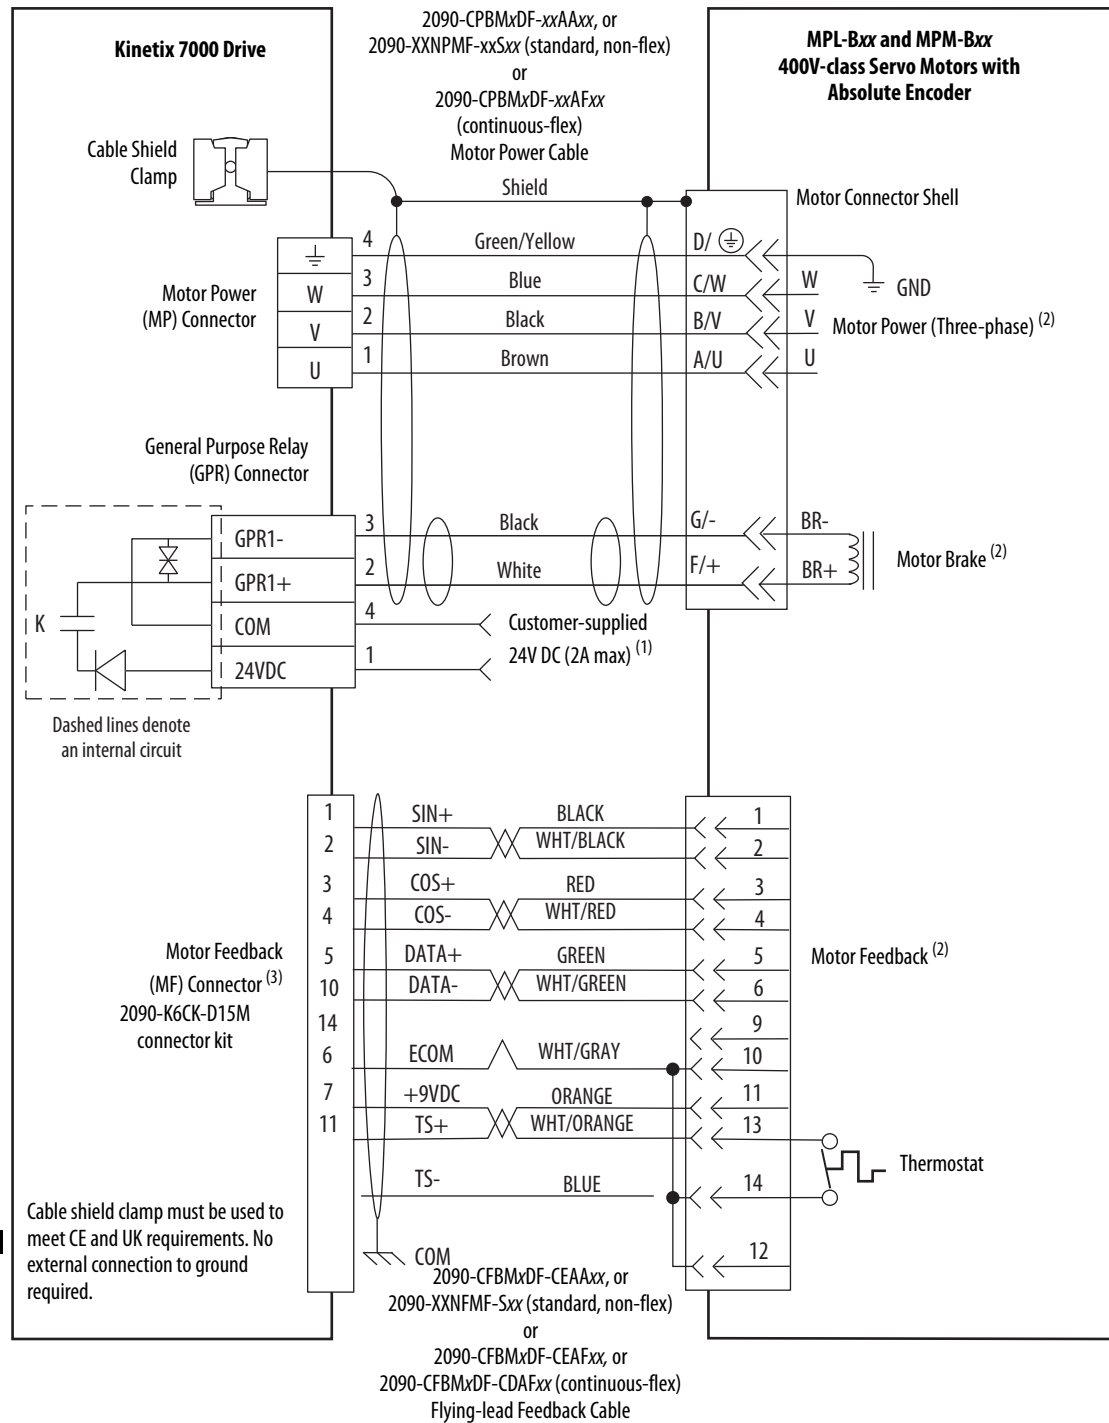 2090-CPBMxDF-xxAAxx, or
2090-XXNPMF-xxSxx (standard, non-flex)
or
2090-CPBMxDF-xxAFxx
(continuous-flex)
Motor Power Cable
Kinetix 7000 Drive
MPL-Bxx and MPM-Bxx
400V-class Servo Motors with
Absolute Encoder
Cable Shield
Clamp
Shield
Motor Connector Shell
Motor Power
(MP) Connector
4 Green/Yellow D/
W 3 Blue C/W W
V 2 Black B/V V
U 1 Brown A/U U
GND
Motor Power (Three-phase) (2)
General Purpose Relay
(GPR) Connector
GPR1- 3 Black G/- BR-
GPR1+ 2 White F/+ BR+
Motor Brake (2)
COM 4
24VDC 1
K
Customer-supplied
24V DC (2A max) (1)
Dashed lines denote
an internal circuit
1 SIN+ BLACK 1
2 SIN- WHT/BLACK 2
3 COS+ RED 3
4 COS- WHT/RED 4
5 DATA+ GREEN 5
10 DATA- WHT/GREEN 6
14 9
6 ECOM WHT/GRAY 10
7 +9VDC ORANGE 11
11 TS+ WHT/ORANGE 13
TS- BLUE 14
COM 12
Motor Feedback
(MF) Connector (3)
2090-K6CK-D15M
connector kit
Motor Feedback (2)
Thermostat
Cable shield clamp must be used to
meet CE and UK requirements. No
external connection to ground
required.
2090-CFBMxDF-CEAAxx, or
2090-XXNFMF-Sxx (standard, non-flex)
or
2090-CFBMxDF-CEAFxx, or
2090-CFBMxDF-CDAFxx (continuous-flex)
Flying-lead Feedback Cable